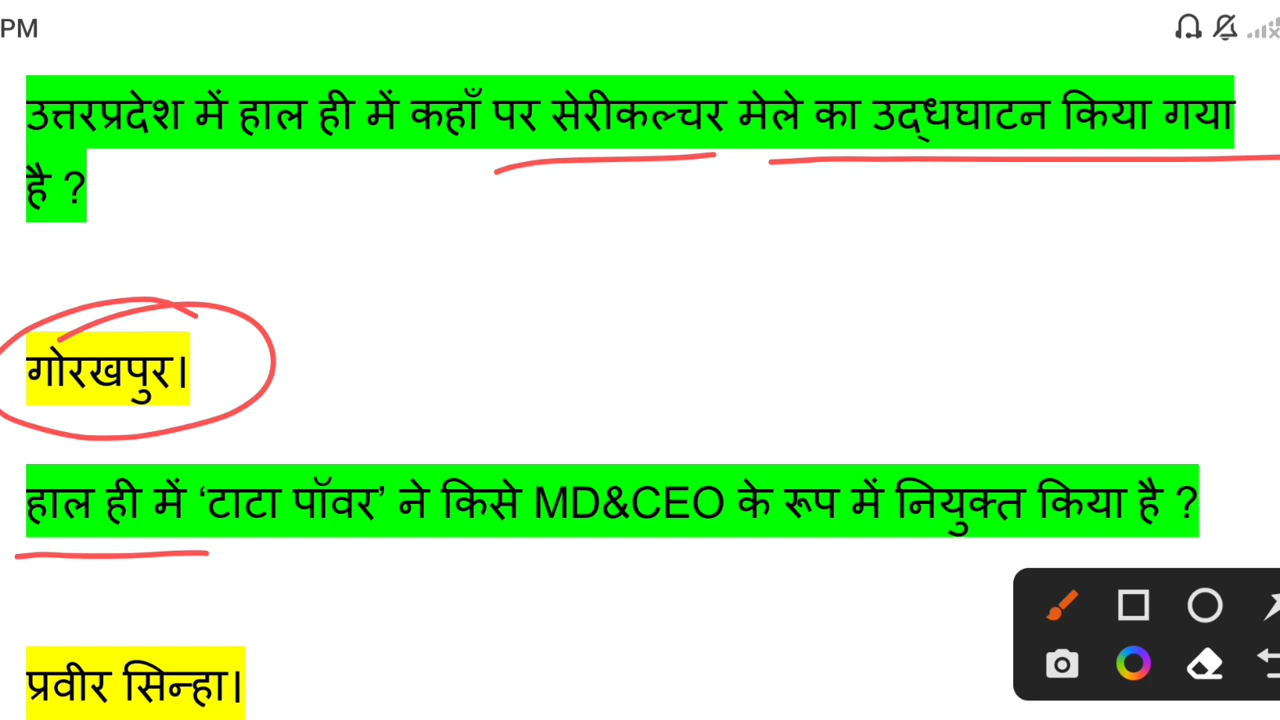 PM
उत्तरप्रदेश में हाल ही में कहाँ पर सेरीकल्चर मेले का उद्धघाटन किया गया
है ?
गोरखपुर।
हाल ही में ‘टाटा पॉवर’ ने किसे MD&CEO के रूप में नियुक्त किया है ?
प्रवीर सिन्हा।